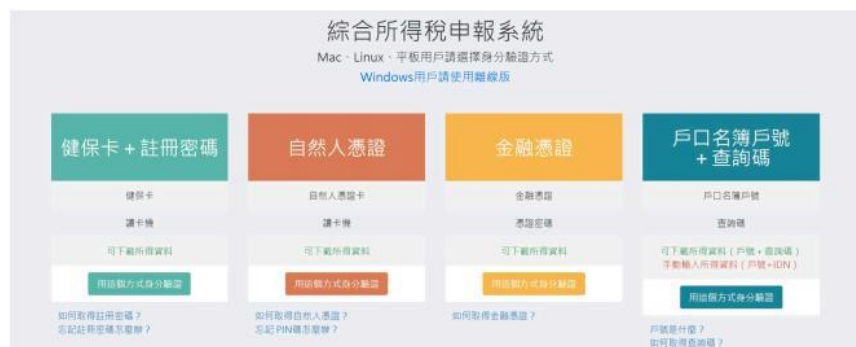 綜合所得稅申報系統
Mac、Linux、平板用戶請選擇身分驗證方式
Windows用戶請使用離線版
健保卡 + 註冊密碼
健保卡
讀卡機
可下載所得資料
用這個方式身分驗證
如何取得註冊密碼？
忘記註冊密碼怎麼辦？
自然人憑證
自然人憑證卡
讀卡機
可下載所得資料
用這個方式身分驗證
如何取得自然人憑證？
忘記 PIN碼怎麼辦？
金融憑證
金融憑證
憑證密碼
可下載所得資料
用這個方式身分驗證
如何取得金融憑證？
戶口名簿戶號
+ 查詢碼
戶口名簿戶號
查詢碼
可下載所得資料（戶號+查詢碼）
手動輸入所得資料（戶號+IDN）
用這個方式身分驗證
戶號是什麼？
如何取得查詢碼？